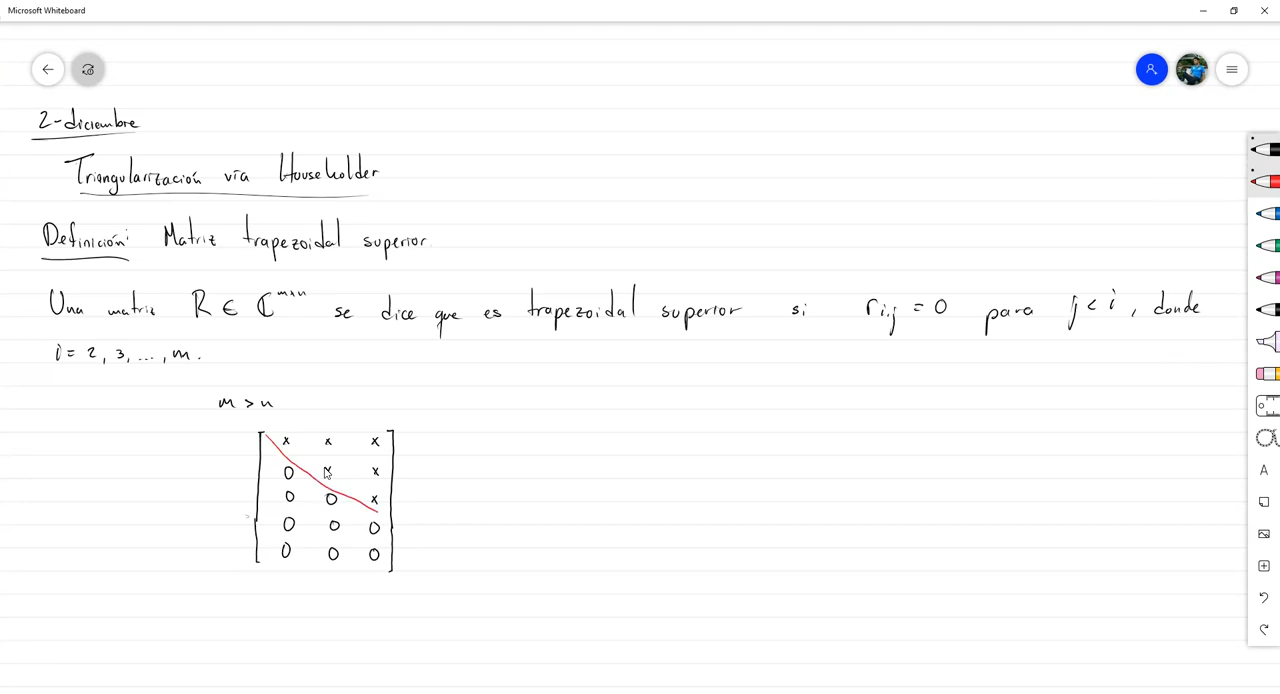 Microsoft Whiteboard
2-diciembre
Triangularización vía Householder
Definición: Matriz trapezoidal superior.
Una matriz R ∈ ℂ^{m×n} se dice que es trapezoidal superior si r_{i,j} = 0 para j < i, donde
i = 2, 3, ..., m.
m > n
x x x
0 x x
0 0 x
0 0 0
0 0 0
A